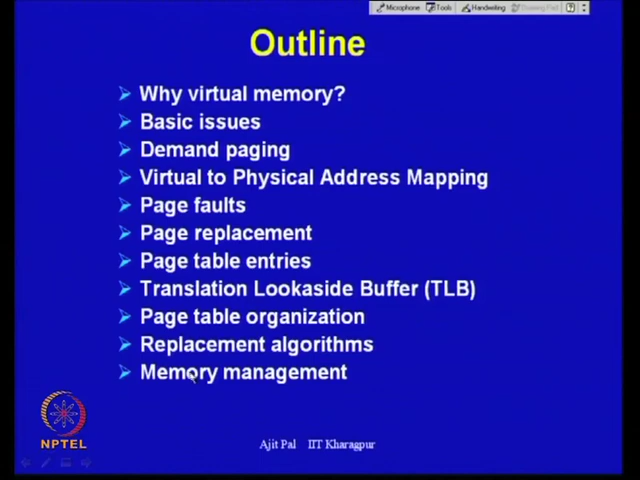 Microphone Tools Handwriting Drawing Pad
Outline
Why virtual memory?
Basic issues
Demand paging
Virtual to Physical Address Mapping
Page faults
Page replacement
Page table entries
Translation Lookaside Buffer (TLB)
Page table organization
Replacement algorithms
Memory management
NPTEL
Ajit Pal IIT Kharagpur